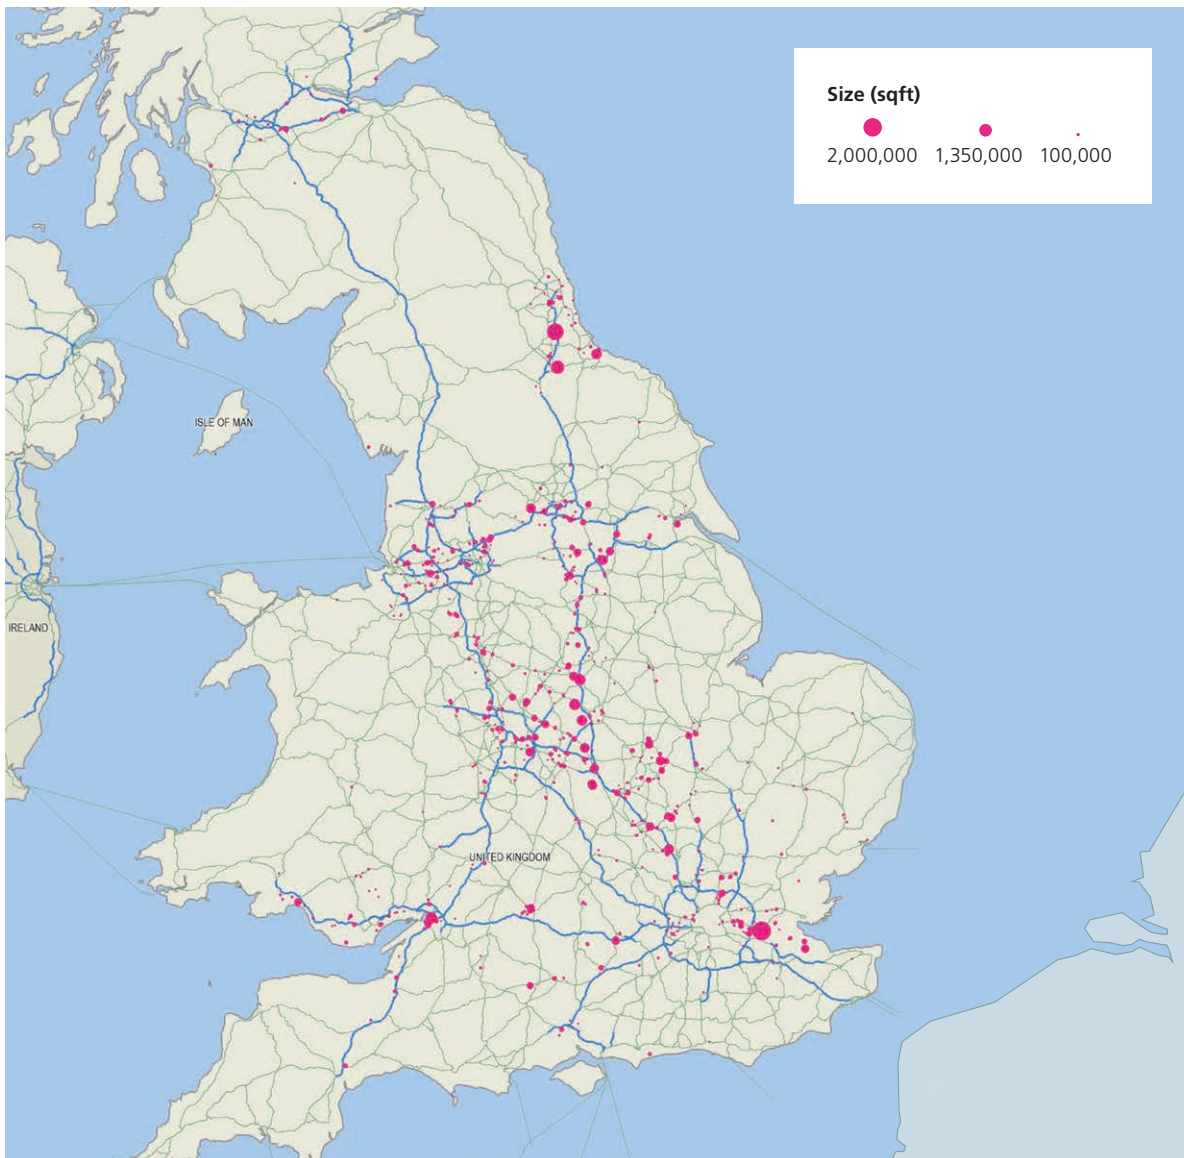 Size (sqft)
2,000,000 1,350,000 100,000
ISLE OF MAN
IRELAND
UNITED KINGDOM